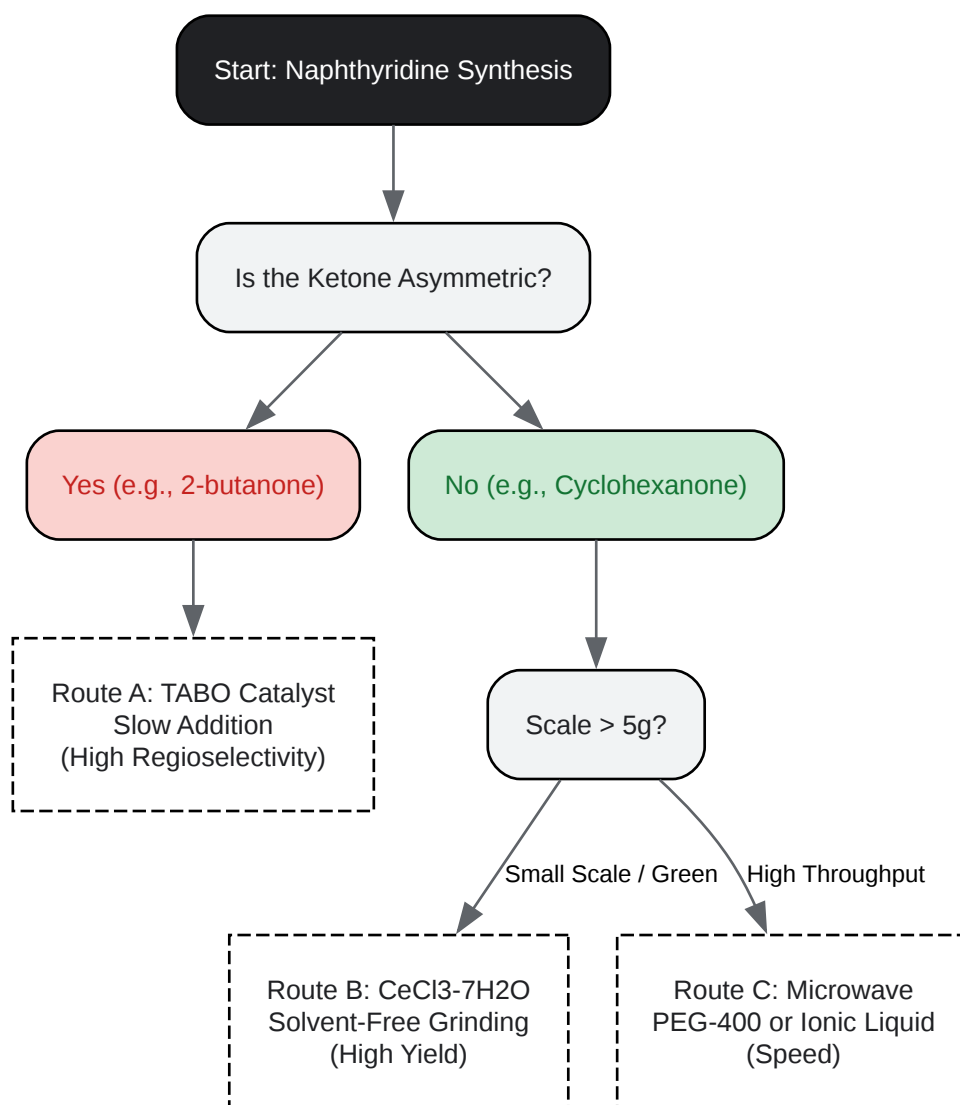 Start: Naphthyridine Synthesis
Is the Ketone Asymmetric?
Yes (e.g., 2-butanone)
No (e.g., Cyclohexanone)
Route A: TABO Catalyst
Slow Addition
(High Regioselectivity)
Scale > 5g?
Small Scale / Green
High Throughput
Route B: CeCl3-7H2O
Solvent-Free Grinding
(High Yield)
Route C: Microwave
PEG-400 or Ionic Liquid
(Speed)